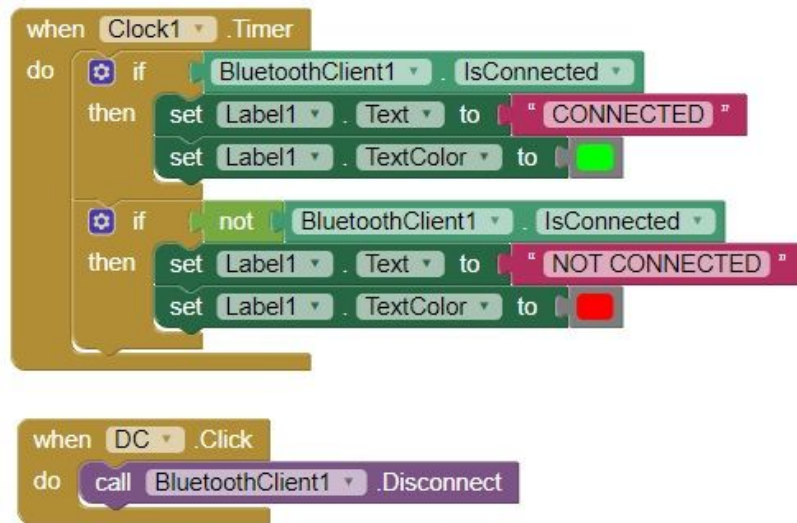 when Clock1 .Timer
do if BluetoothClient1 . IsConnected
then set Label1 . Text to " CONNECTED "
set Label1 . TextColor to
if not BluetoothClient1 . IsConnected
then set Label1 . Text to " NOT CONNECTED "
set Label1 . TextColor to
when DC .Click
do call BluetoothClient1 .Disconnect